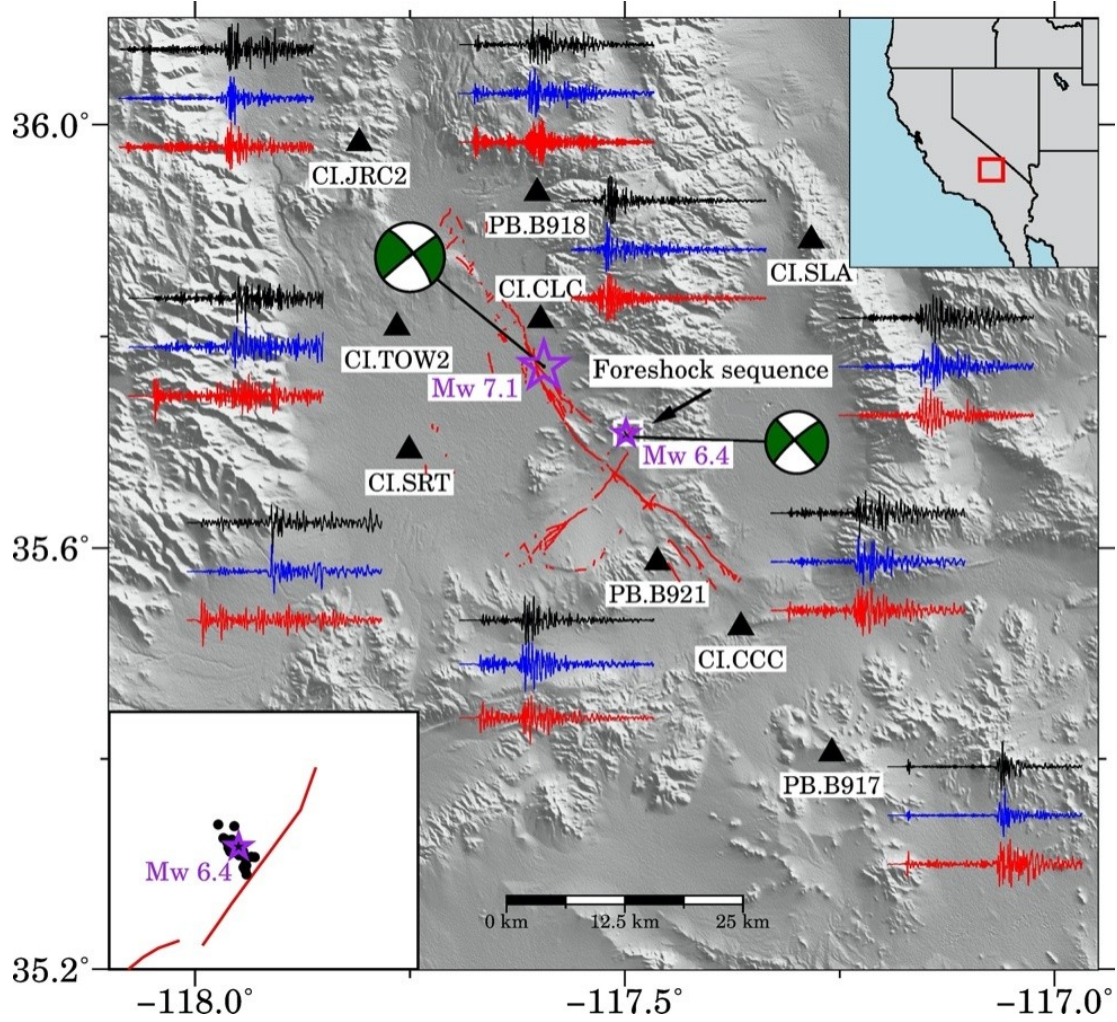 36.0°
CI.JRC2
PB.B918
CI.SLA
CI.CLC
CI.TOW2
Mw 7.1
Foreshock sequence
Mw 6.4
CI.SRT
35.6°
PB.B921
CI.CCC
PB.B917
Mw 6.4
0 km
12.5 km
25 km
35.2°
−118.0°
−117.5°
−117.0°